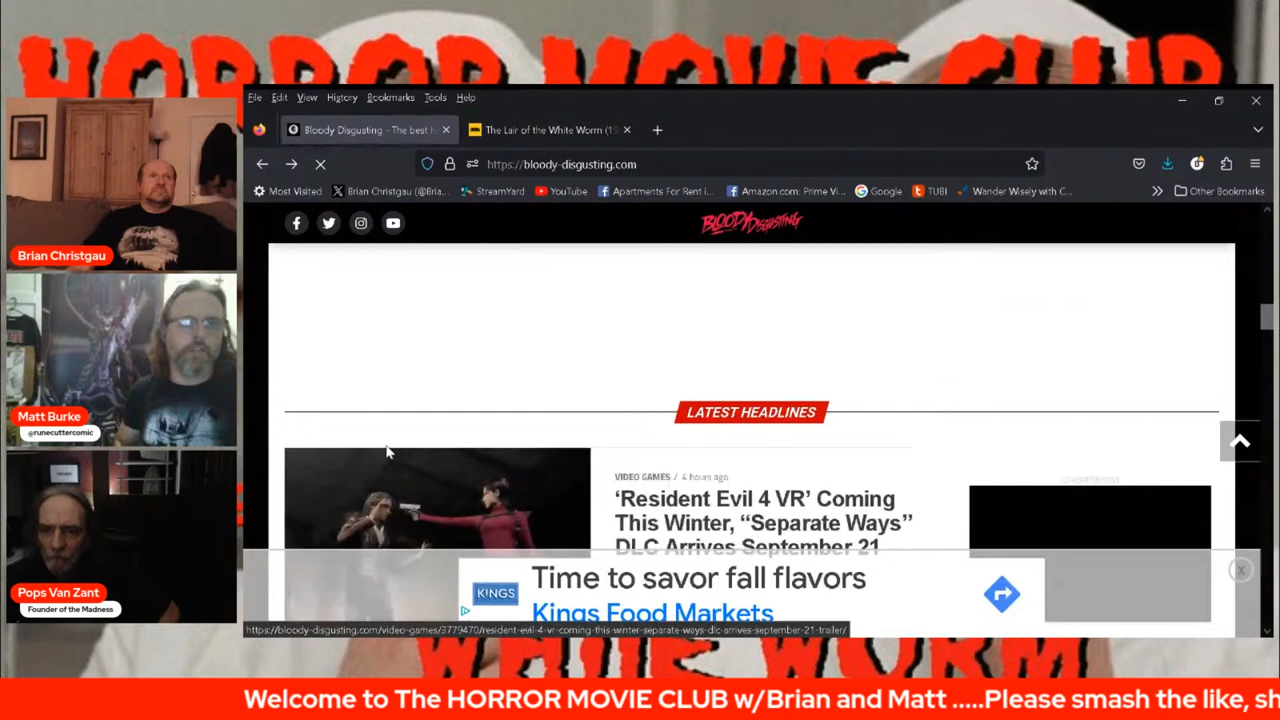 HORROR MOVIE CLUB
File Edit View History Bookmarks Tools Help
Bloody Disgusting - The best h
The Lair of the White Worm (19
https://bloody-disgusting.com
Most Visited
Brian Christgau (@Bria...
StreamYard
YouTube
Apartments For Rent i...
Amazon.com: Prime Vi...
Google
TUBI
Wander Wisely with C...
Other Bookmarks
BLOODY DISGUSTING
Brian Christgau
Matt Burke
@runecuttercomic
Pops Van Zant
Founder of the Madness
LATEST HEADLINES
VIDEO GAMES / 4 hours ago
‘Resident Evil 4 VR’ Coming
This Winter, “Separate Ways”
DLC Arrives September 21
KINGS
Time to savor fall flavors
Kings Food Markets
https://bloody-disgusting.com/video-games/3779470/resident-evil-4-vr-coming-this-winter-separate-ways-dlc-arrives-september-21-trailer/
WHITE WORM
Welcome to The HORROR MOVIE CLUB w/Brian and Matt .....Please smash the like, sh